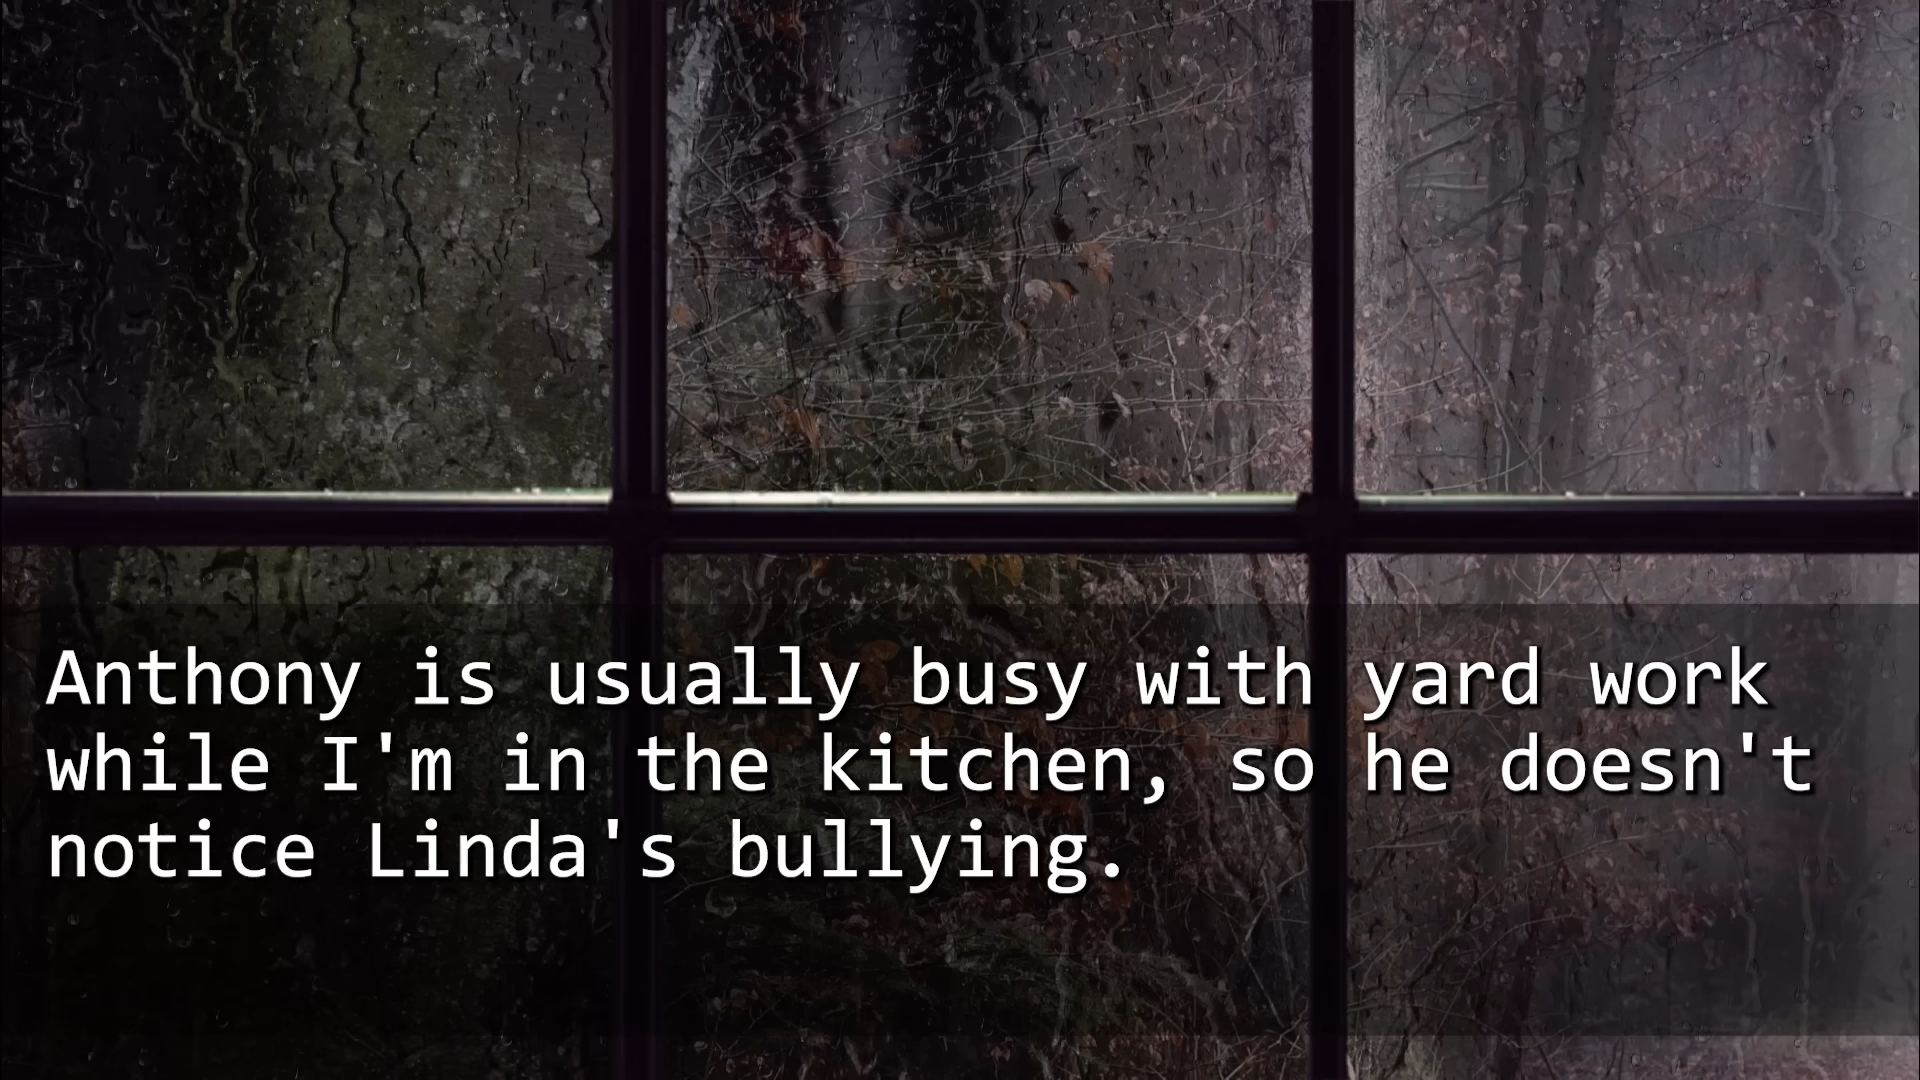 Anthony is usually busy with yard work
while I'm in the kitchen, so he doesn't
notice Linda's bullying.